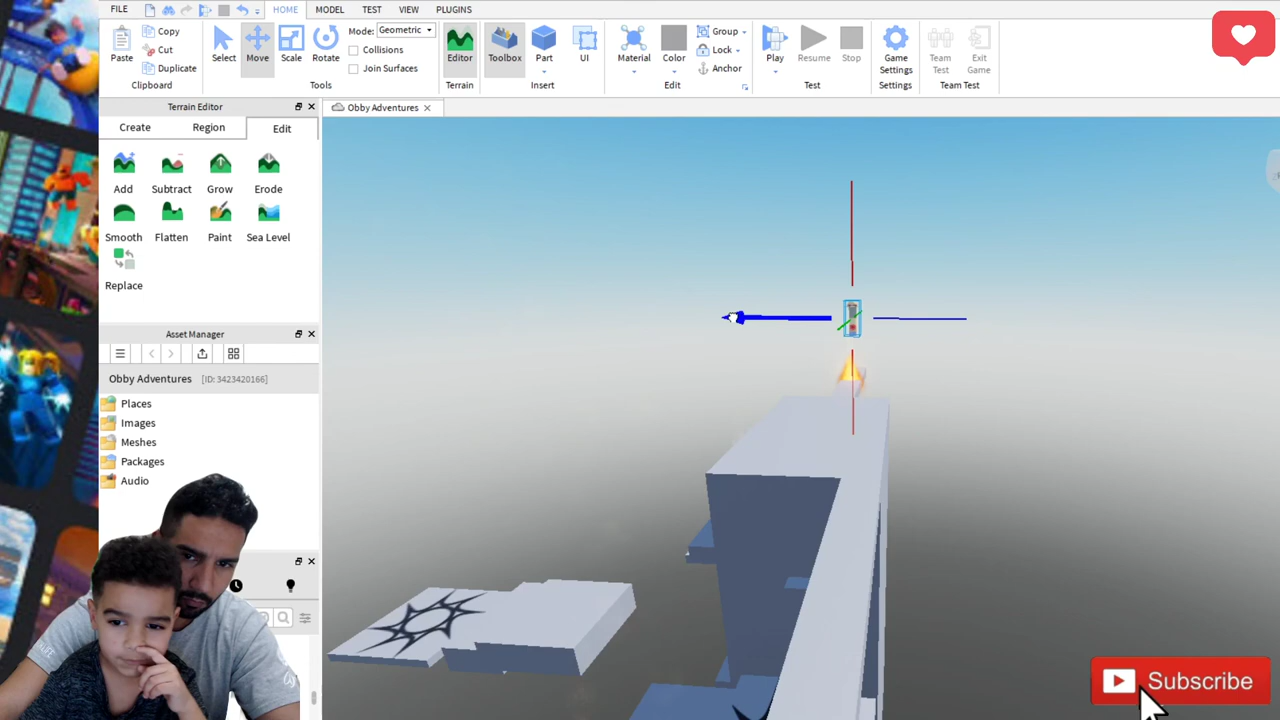 FILE HOME MODEL TEST VIEW PLUGINS
Paste
Copy
Cut
Duplicate
Clipboard
Select Move Scale Rotate
Mode: Geometric
Collisions
Join Surfaces
Tools
Editor
Terrain
Toolbox Part UI
Insert
Material Color
Group
Lock
Anchor
Edit
Play Resume Stop
Test
Game
Settings
Settings
Team
Test
Exit
Game
Team Test
Terrain Editor
Create Region Edit
Add Subtract Grow Erode
Smooth Flatten Paint Sea Level
Replace
Asset Manager
Obby Adventures [ID: 3423420166]
Places
Images
Meshes
Packages
Audio
Obby Adventures
Subscribe